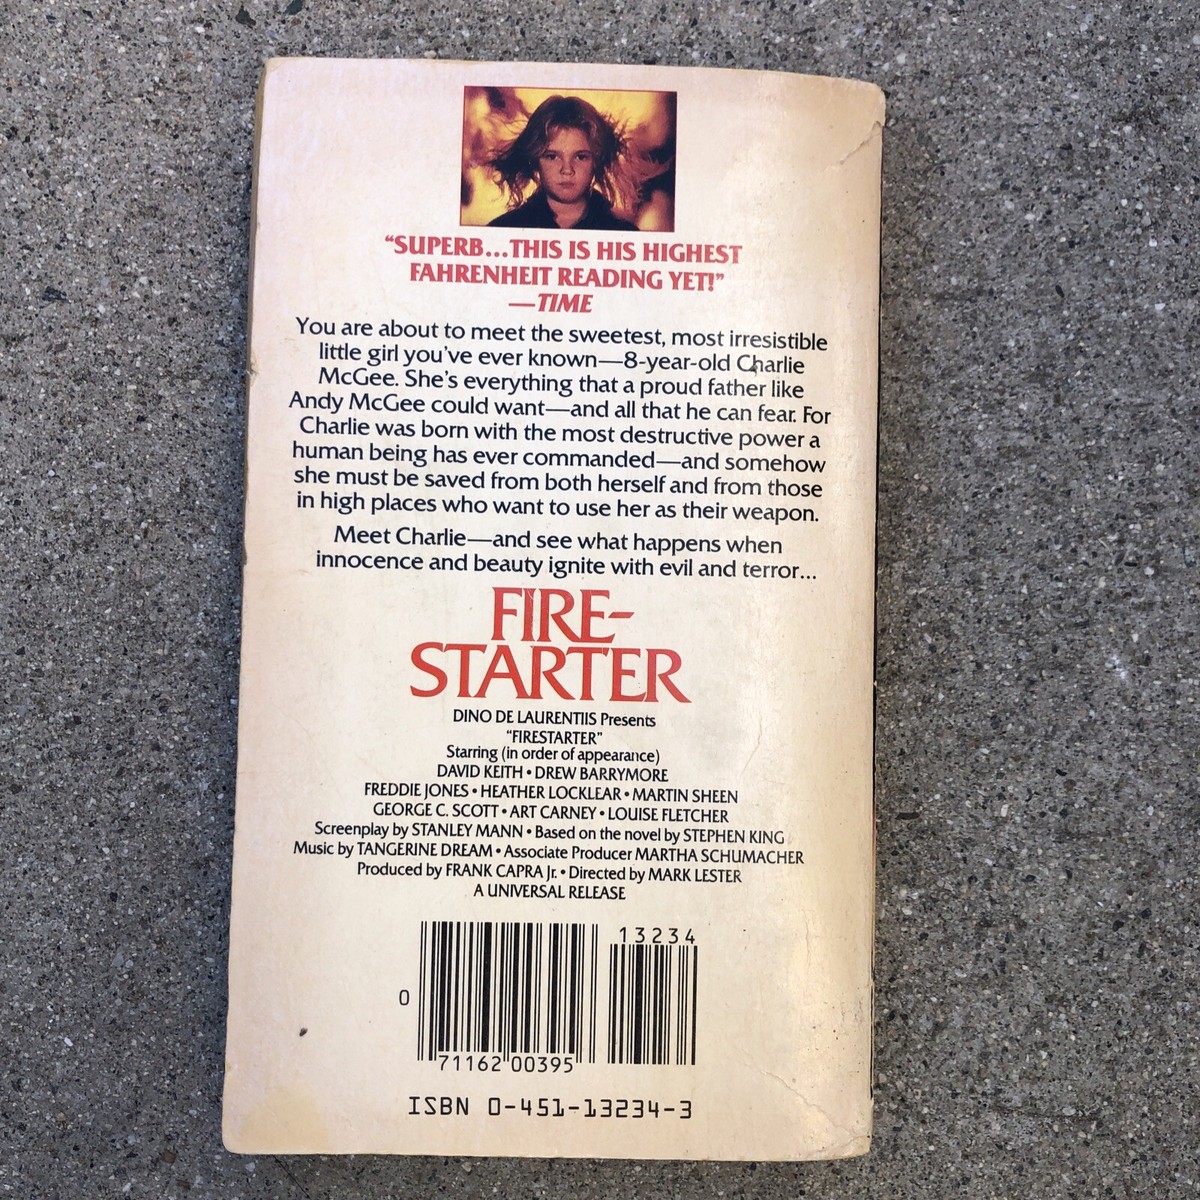 “SUPERB...THIS IS HIS HIGHEST
FAHRENHEIT READING YET!”
—TIME
You are about to meet the sweetest, most irresistible
little girl you've ever known—8-year-old Charlie
McGee. She's everything that a proud father like
Andy McGee could want—and all that he can fear. For
Charlie was born with the most destructive power a
human being has ever commanded—and somehow
she must be saved from both herself and from those
in high places who want to use her as their weapon.
Meet Charlie—and see what happens when
innocence and beauty ignite with evil and terror...
FIRE-
STARTER
DINO DE LAURENTIIS Presents
“FIRESTARTER”
Starring (in order of appearance)
DAVID KEITH • DREW BARRYMORE
FREDDIE JONES • HEATHER LOCKLEAR • MARTIN SHEEN
GEORGE C. SCOTT • ART CARNEY • LOUISE FLETCHER
Screenplay by STANLEY MANN • Based on the novel by STEPHEN KING
Music by TANGERINE DREAM • Associate Producer MARTHA SCHUMACHER
Produced by FRANK CAPRA Jr. • Directed by MARK LESTER
A UNIVERSAL RELEASE
13234
0
71162 00395
ISBN 0-451-13234-3